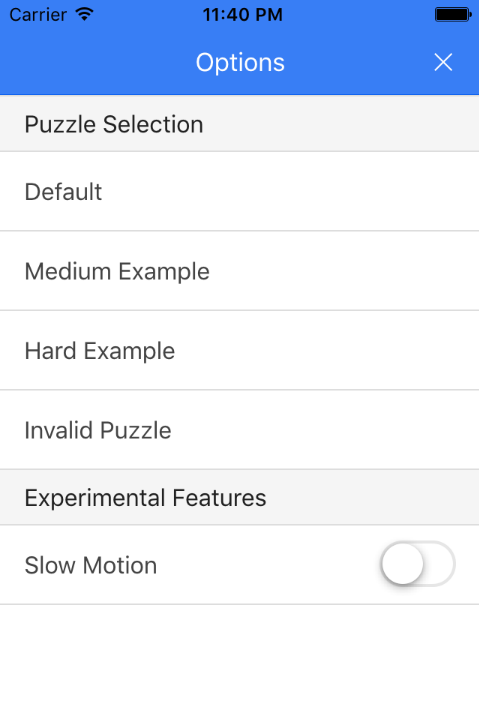 Carrier 11:40 PM
Options
Puzzle Selection
Default
Medium Example
Hard Example
Invalid Puzzle
Experimental Features
Slow Motion